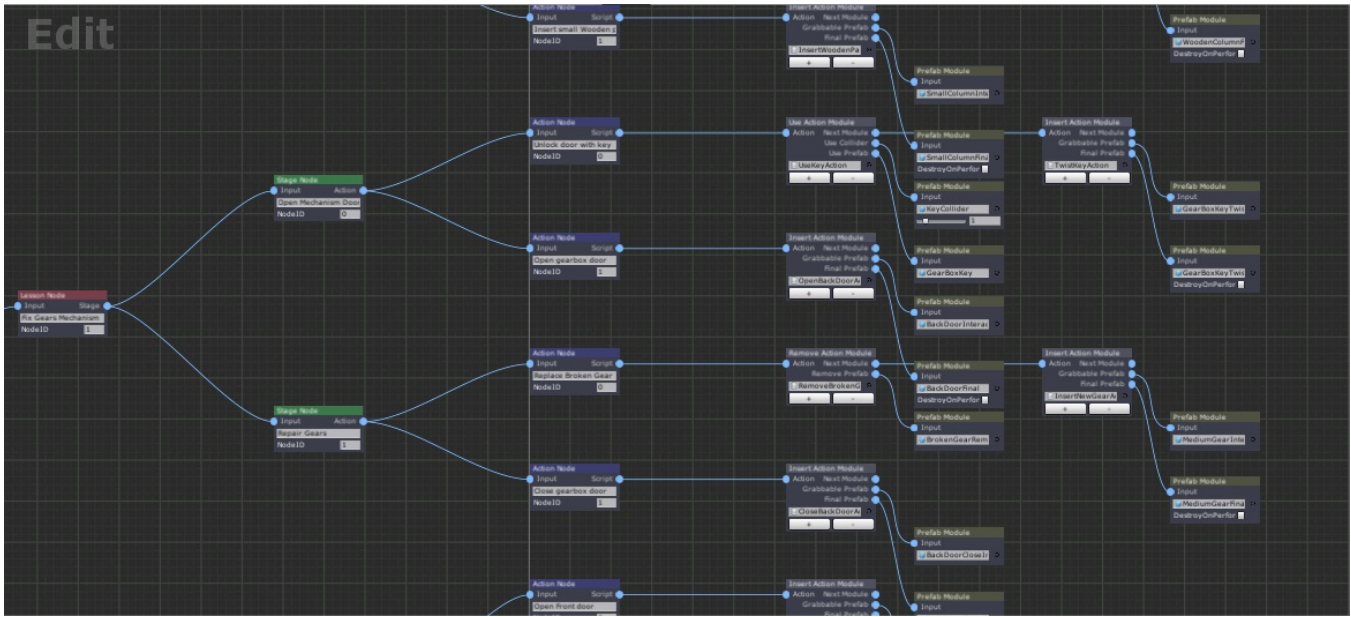 Edit
Action Node
Input Script
Insert small Wooden p
NodeID 1
Insert Action Module
Action Next Module
Grabbable Prefab
Final Prefab
InsertWoodenPa
+ -
Prefab Module
Input
SmallColumnInte
Prefab Module
Input
WoodenColumnF
DestroyOnPerfor
Action Node
Input Script
Unlock door with key
NodeID 0
Use Action Module
Action Next Module
Use Collider
Use Prefab
UseKeyAction
+ -
Prefab Module
Input
SmallColumnFina
DestroyOnPerfor
Prefab Module
Input
KeyCollider
1
Prefab Module
Input
GearBoxKey
Insert Action Module
Action Next Module
Grabbable Prefab
Final Prefab
TwistKeyAction
+ -
Prefab Module
Input
GearBoxKeyTwis
Prefab Module
Input
GearBoxKeyTwis
DestroyOnPerfor
Stage Node
Input Action
Open Mechanism Door
NodeID 0
Action Node
Input Script
Open gearbox door
NodeID 1
Insert Action Module
Action Next Module
Grabbable Prefab
Final Prefab
OpenBackDoorA
+ -
Prefab Module
Input
BackDoorInterac
Prefab Module
Input
BackDoorFinal
DestroyOnPerfor
Lesson Node
Input Stage
Fix Gears Mechanism
NodeID 1
Action Node
Input Script
Replace Broken Gear
NodeID 0
Remove Action Module
Action Next Module
Remove Prefab
RemoveBrokenG
+ -
Prefab Module
Input
BrokenGearRem
Insert Action Module
Action Next Module
Grabbable Prefab
Final Prefab
InsertNewGearA
+ -
Prefab Module
Input
MediumGearInte
Prefab Module
Input
MediumGearFina
DestroyOnPerfor
Stage Node
Input Action
Repair Gears
NodeID 1
Action Node
Input Script
Close gearbox door
NodeID 1
Insert Action Module
Action Next Module
Grabbable Prefab
Final Prefab
CloseBackDoorA
+ -
Prefab Module
Input
BackDoorCloseIr
Prefab Module
Input
Action Node
Input Script
Open Front door
Insert Action Module
Action Next Module
Grabbable Prefab
Final Prefab